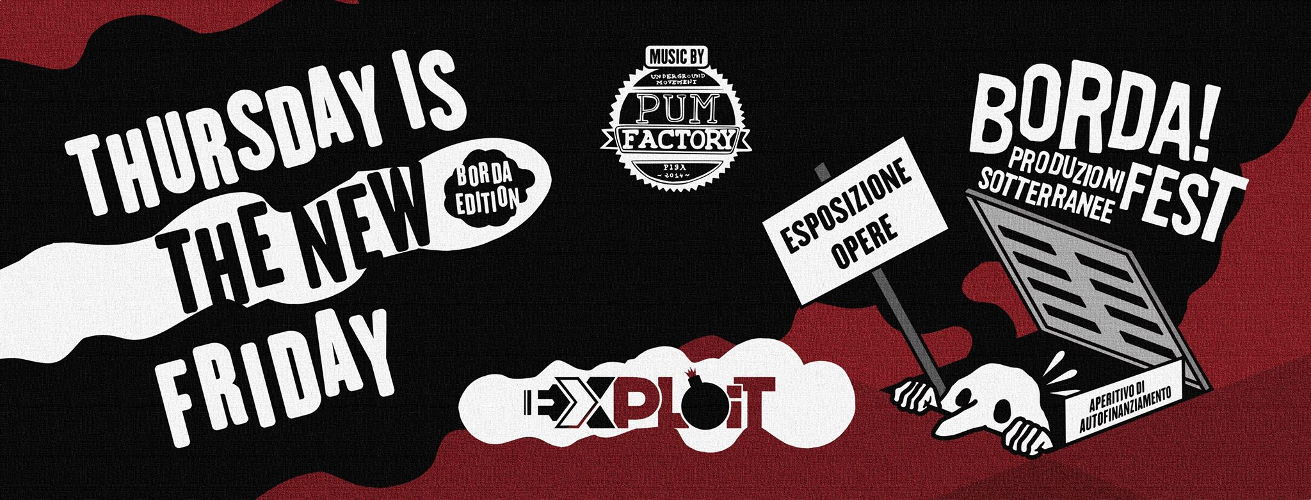 THURSDAY IS
THE NEW
BORDA
EDITION
FRIDAY
MUSIC BY
UNDERGROUND
MOVEMENT
PUM
FACTORY
PISA
~2014~
EXPLOiT
ESPOSIZIONE
OPERE
BORDA!
PRODUZIONI
SOTTERRANEE
FEST
APERITIVO DI
AUTOFINANZIAMENTO